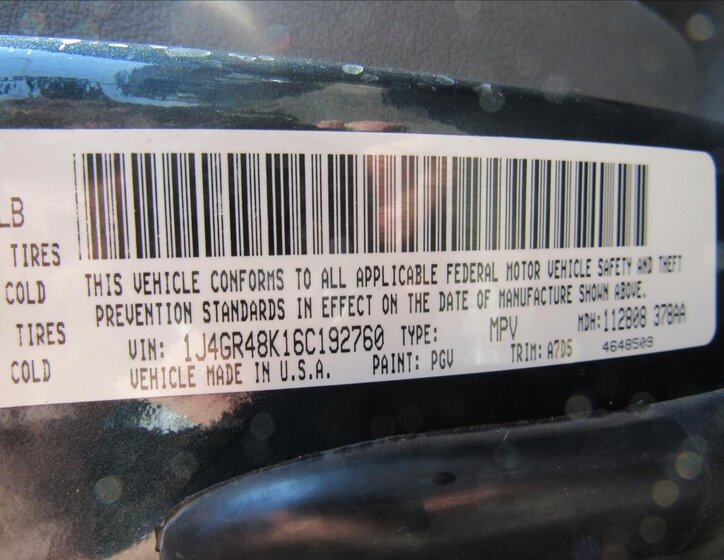 LB
TIRES
COLD
TIRES
COLD
THIS VEHICLE CONFORMS TO ALL APPLICABLE FEDERAL MOTOR VEHICLE SAFETY AND THEFT
PREVENTION STANDARDS IN EFFECT ON THE DATE OF MANUFACTURE SHOWN ABOVE.
VIN: 1J4GR48K16C192760 TYPE: MPV MDH:112808 378AA
VEHICLE MADE IN U.S.A. PAINT: PGV TRIM: A7D5 4648509